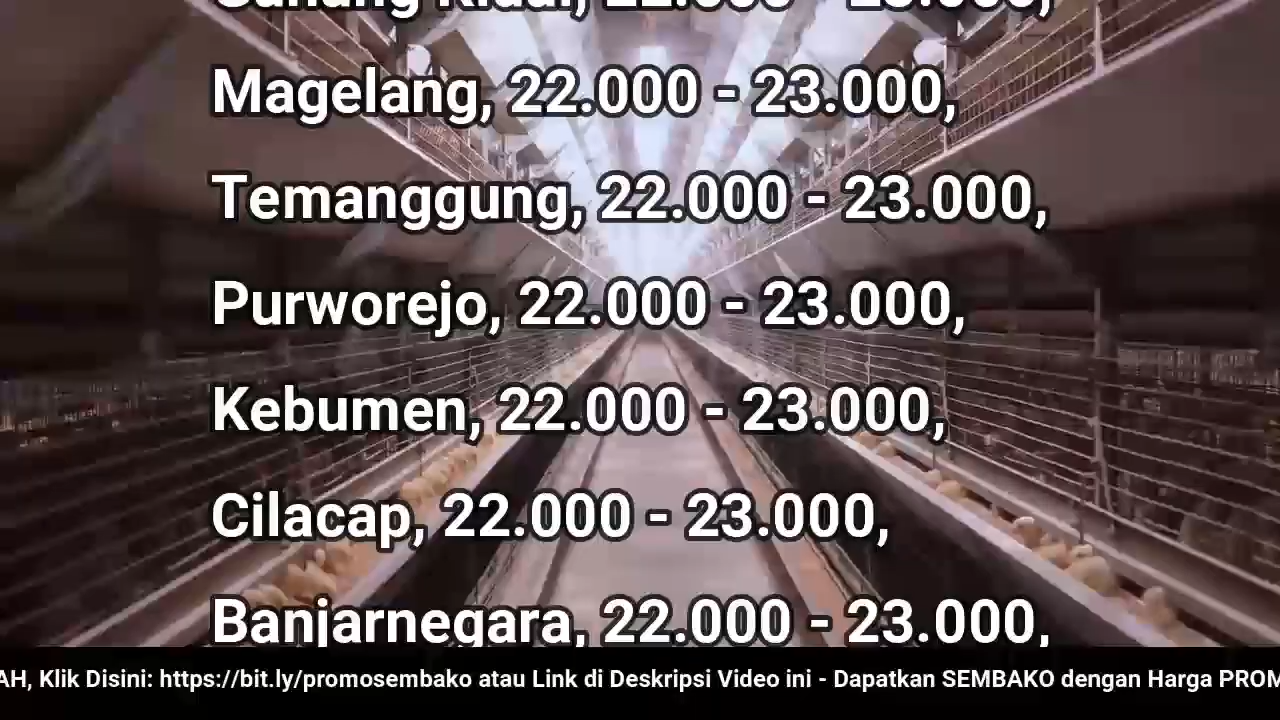 Magelang, 22.000 - 23.000,
Temanggung, 22.000 - 23.000,
Purworejo, 22.000 - 23.000,
Kebumen, 22.000 - 23.000,
Cilacap, 22.000 - 23.000,
Banjarnegara, 22.000 - 23.000,
AH, Klik Disini: https://bit.ly/promosembako atau Link di Deskripsi Video ini - Dapatkan SEMBAKO dengan Harga PROM